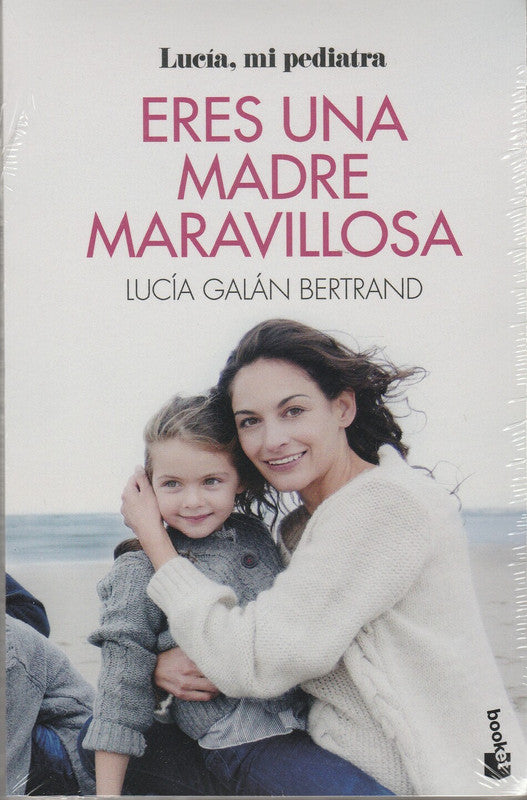 Lucía, mi pediatra
ERES UNA
MADRE
MARAVILLOSA
LUCÍA GALÁN BERTRAND
booket